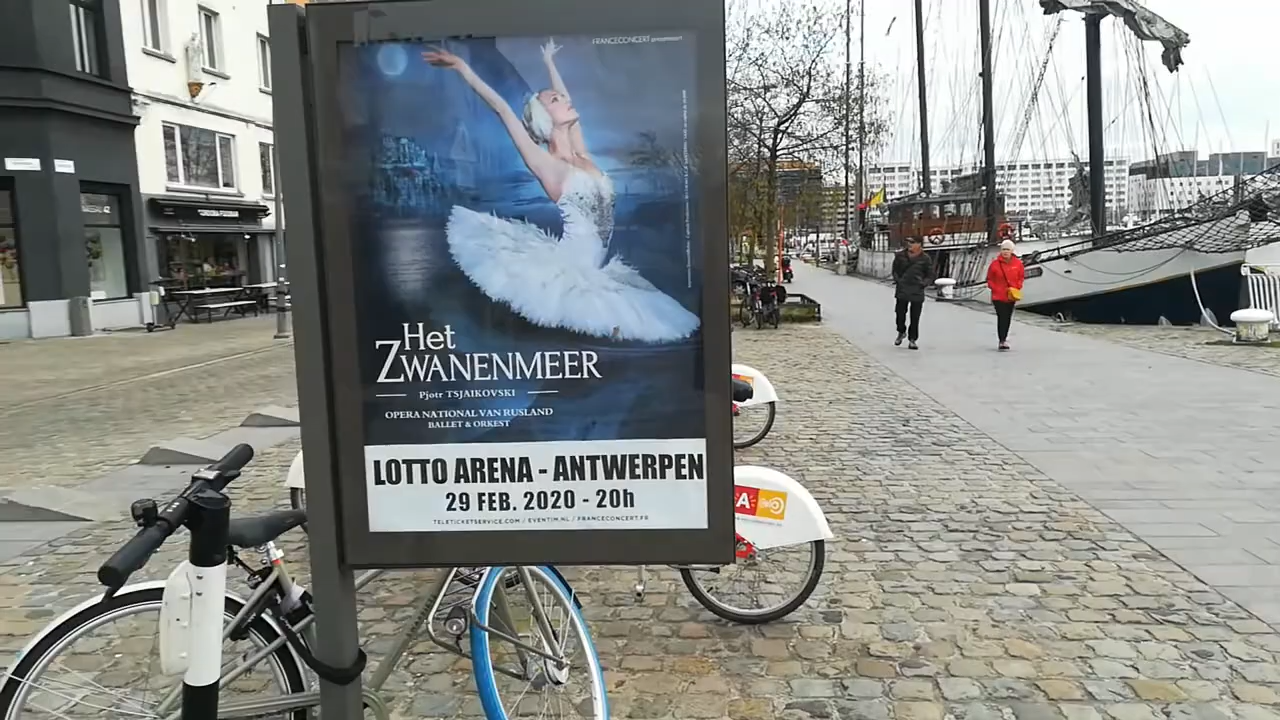 FRANCECONCERT presenteert
Het
ZWANENMEER
Pjotr TSJAIKOVSKI
OPERA NATIONAL VAN RUSLAND
BALLET & ORKEST
LOTTO ARENA - ANTWERPEN
29 FEB. 2020 - 20h
TELETICKETSERVICE.COM / EVENTIM.NL / FRANCECONCERT.FR
A